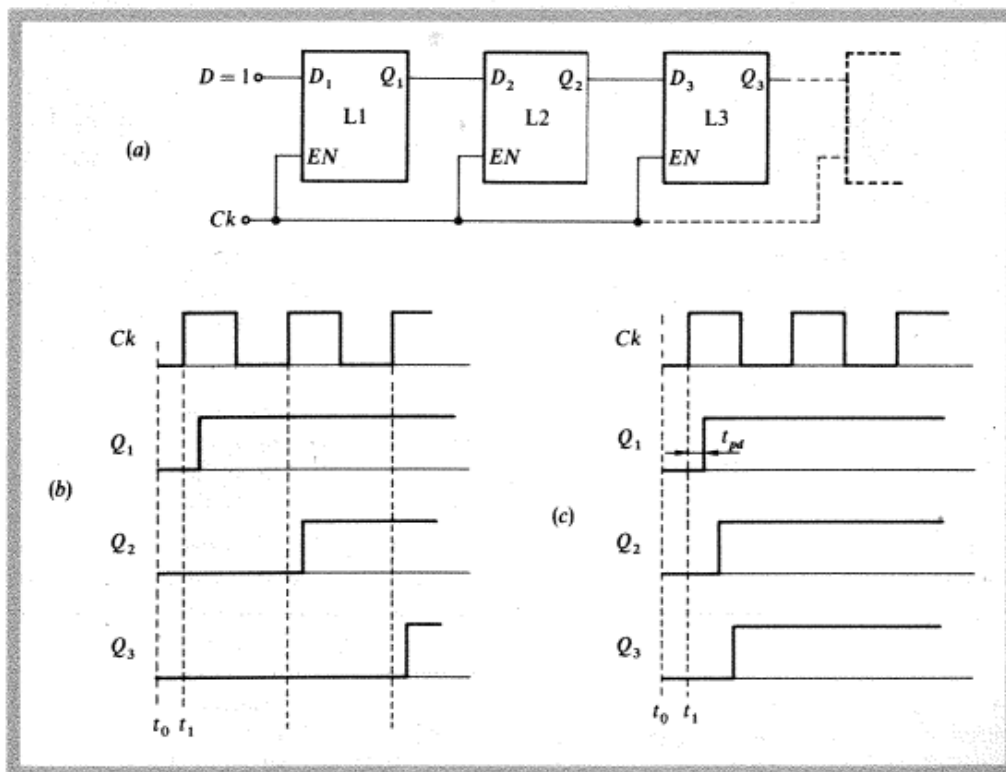 D = 1 D₁ Q₁ D₂ Q₂ D₃ Q₃
L1 L2 L3
(a)
EN EN EN
Ck
Ck
Q₁
(b)
Q₂
Q₃
t₀ t₁
Ck
Q₁ tₚd
(c)
Q₂
Q₃
t₀ t₁